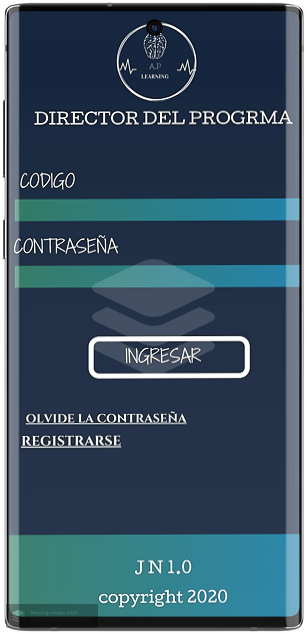 A.P
LEARNING
DIRECTOR DEL PROGRMA
CODIGO
CONTRASEÑA
INGRESAR
OLVIDE LA CONTRASEÑA
REGISTRARSE
J N 1.0
copyright 2020